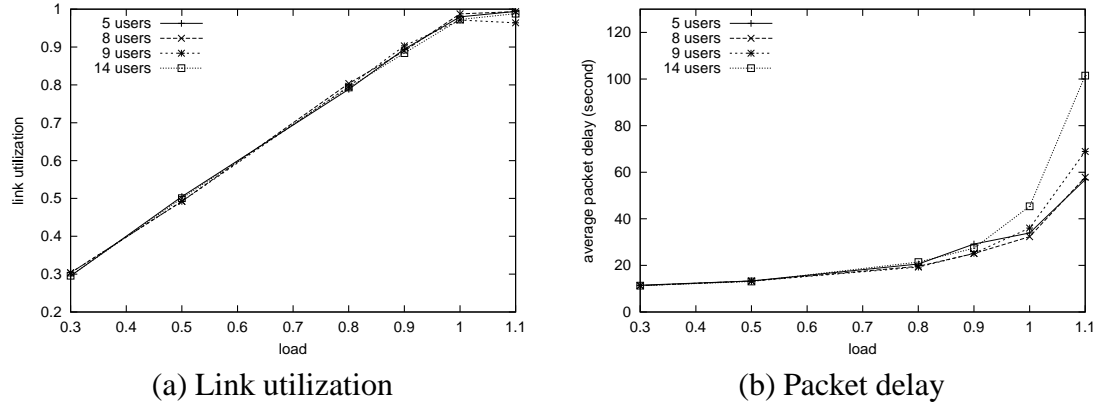 1
0.9
0.8
0.7
0.6
0.5
0.4
0.3
0.2
link utilization
5 users
8 users
9 users
14 users
0.3 0.4 0.5 0.6 0.7 0.8 0.9 1 1.1
load
(a) Link utilization
120
100
80
60
40
20
0
average packet delay (second)
5 users
8 users
9 users
14 users
0.3 0.4 0.5 0.6 0.7 0.8 0.9 1 1.1
load
(b) Packet delay